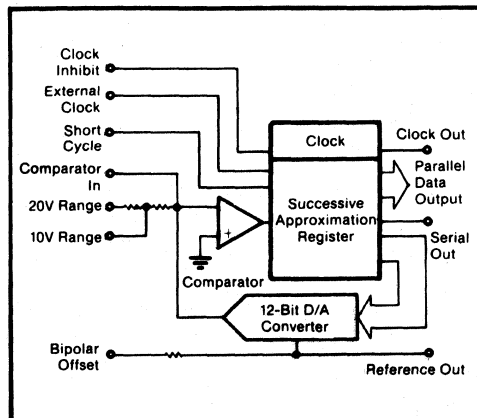 Clock
Inhibit
External
Clock
Short
Cycle
Comparator
In
20V Range
10V Range
Bipolar
Offset
Clock
Successive
Approximation
Register
+
Comparator
12-Bit D/A
Converter
Clock Out
Parallel
Data
Output
Serial
Out
Reference Out